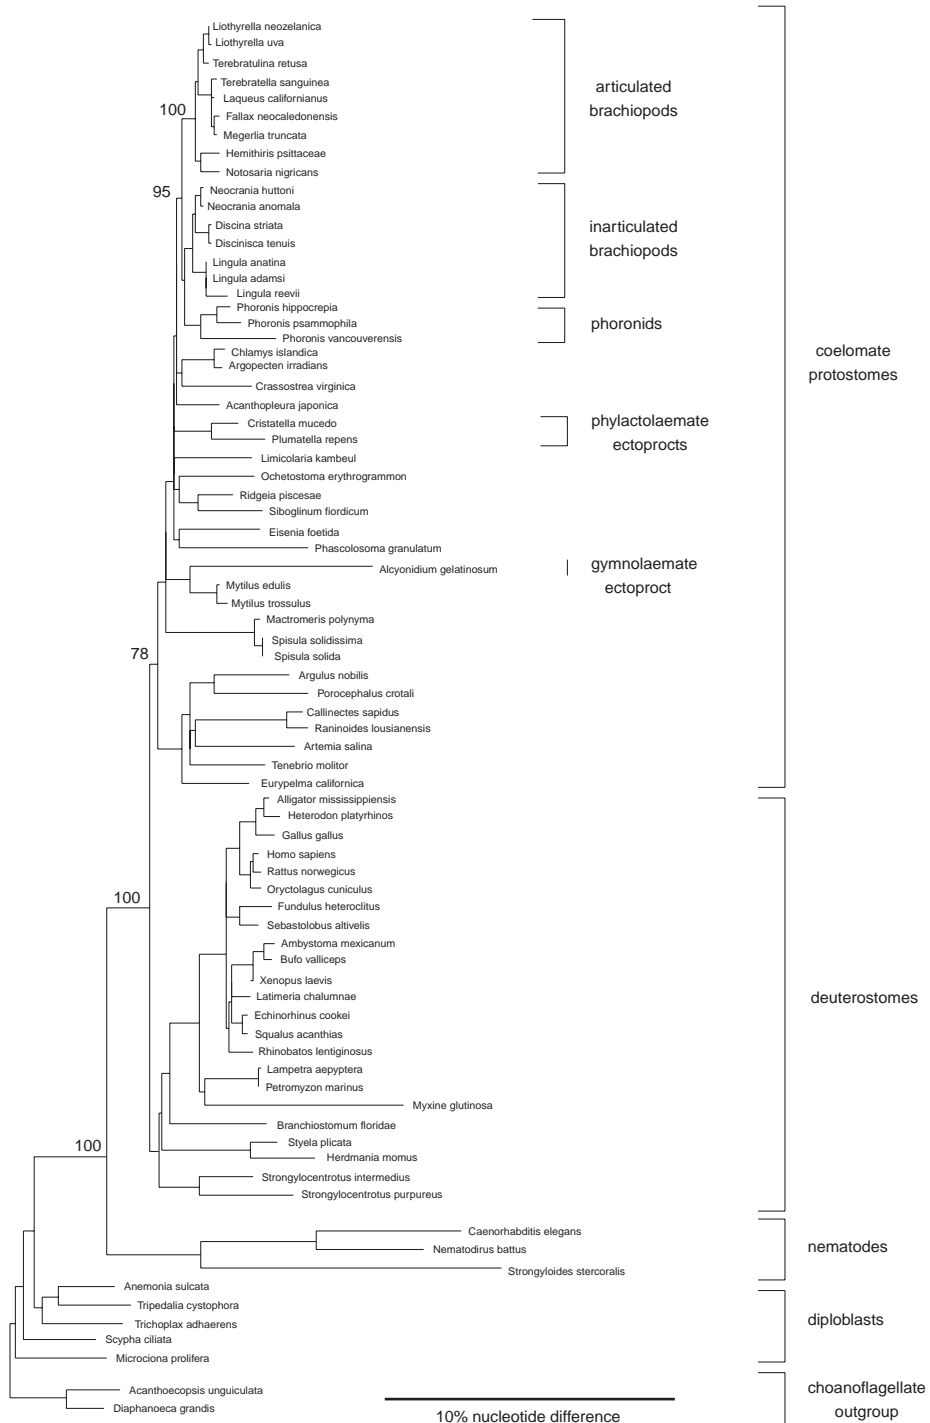 Liothyrella neozelanica
Liothyrella uva
Terebratulina retusa
Terebratella sanguinea
Laqueus californianus
Fallax neocaledonensis
Megerlia truncata
Hemithiris psittaceae
Notosaria nigricans
100
articulated
brachiopods
95
Neocrania huttoni
Neocrania anomala
Discina striata
Discinisca tenuis
Lingula anatina
Lingula adamsi
Lingula reevii
inarticulated
brachiopods
Phoronis hippocrepia
Phoronis psammophila
Phoronis vancouverensis
phoronids
Chlamys islandica
Argopecten irradians
Crassostrea virginica
Acanthopleura japonica
coelomate
protostomes
Cristatella mucedo
Plumatella repens
phylactolaemate
ectoprocts
Limicolaria kambeul
Ochetostoma erythrogrammon
Ridgeia piscesae
Siboglinum fiordicum
Eisenia foetida
Phascolosoma granulatum
Alcyonidium gelatinosum
gymnolaemate
ectoproct
Mytilus edulis
Mytilus trossulus
Mactromeris polynyma
Spisula solidissima
Spisula solida
78
Argulus nobilis
Porocephalus crotali
Callinectes sapidus
Raninoides lousianensis
Artemia salina
Tenebrio molitor
Eurypelma californica
Alligator mississippiensis
Heterodon platyrhinos
Gallus gallus
Homo sapiens
Rattus norwegicus
Oryctolagus cuniculus
100
Fundulus heteroclitus
Sebastolobus altivelis
Ambystoma mexicanum
Bufo valliceps
Xenopus laevis
Latimeria chalumnae
deuterostomes
Echinorhinus cookei
Squalus acanthias
Rhinobatos lentiginosus
Lampetra aepyptera
Petromyzon marinus
Myxine glutinosa
Branchiostomum floridae
Styela plicata
Herdmania momus
100
Strongylocentrotus intermedius
Strongylocentrotus purpureus
Caenorhabditis elegans
Nematodirus battus
Strongyloides stercoralis
nematodes
Anemonia sulcata
Tripedalia cystophora
Trichoplax adhaerens
Scypha ciliata
Microciona prolifera
diploblasts
Acanthoecopsis unguiculata
Diaphanoeca grandis
choanoflagellate
outgroup
10% nucleotide difference